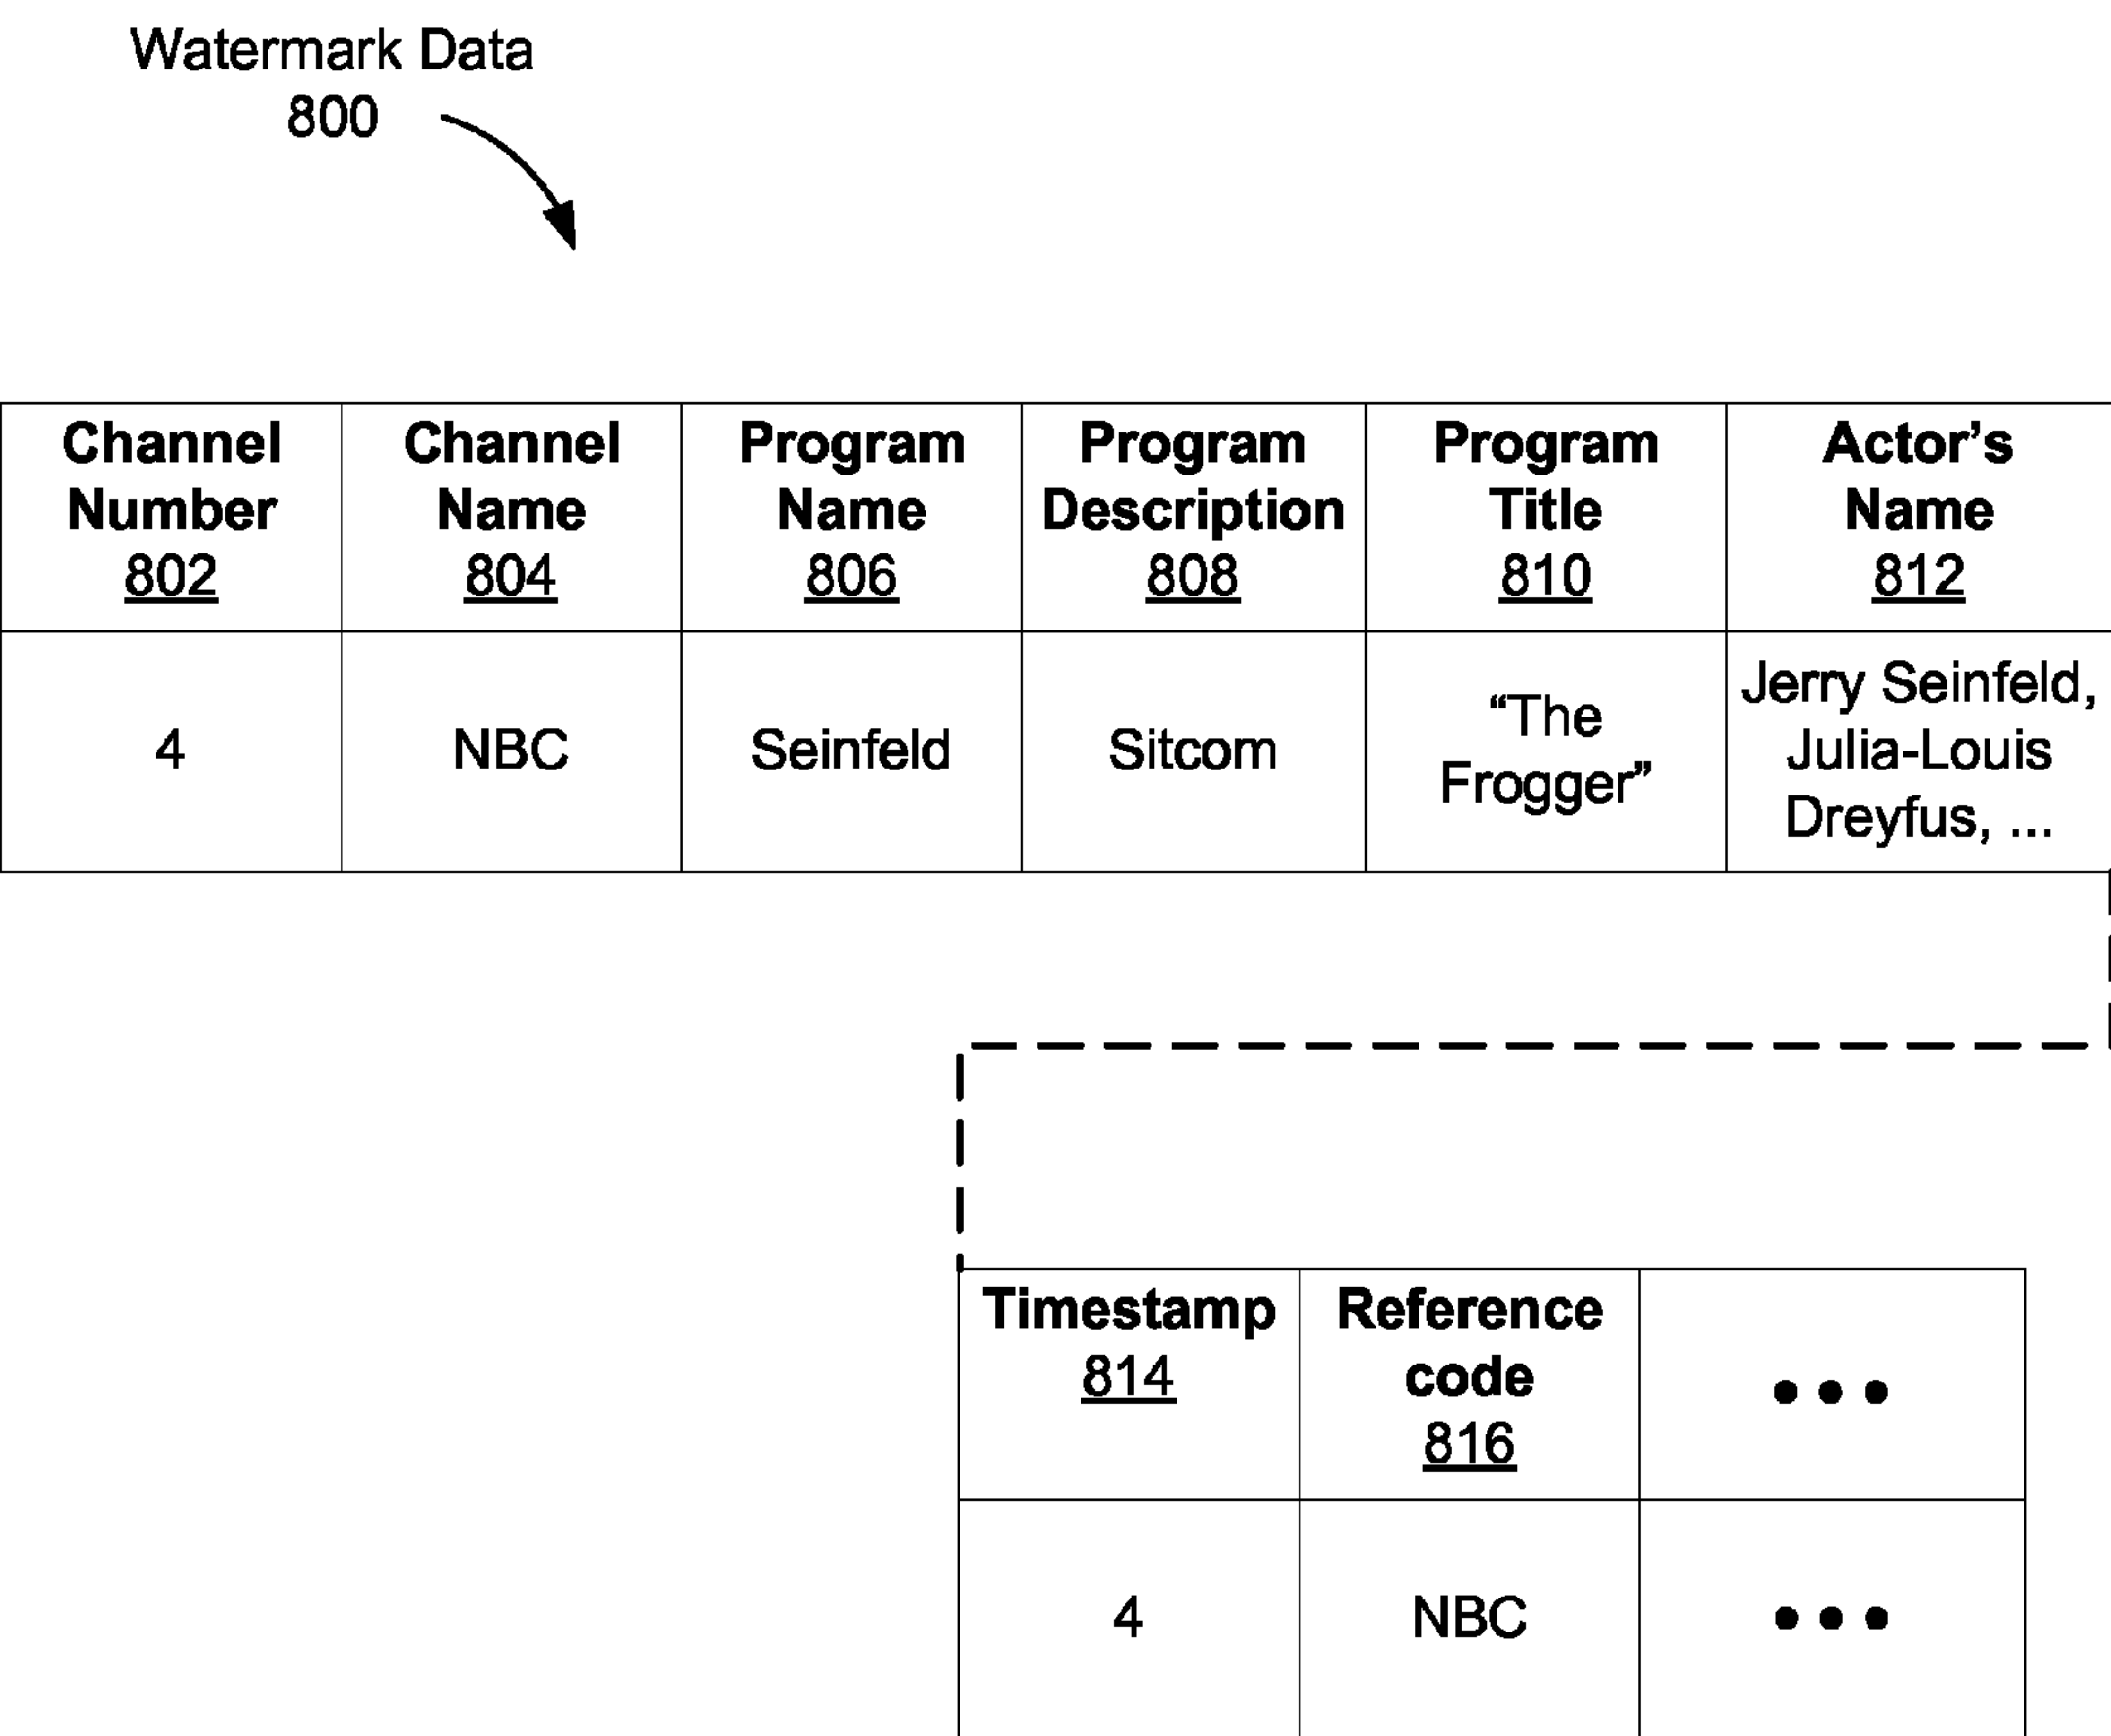 Watermark Data
800
Channel Number 802
Channel Name 804
Program Name 806
Program Description 808
Program Title 810
Actor's Name 812
4
NBC
Seinfeld
Sitcom
“The Frogger”
Jerry Seinfeld, Julia-Louis Dreyfus, ...
Timestamp 814
Reference code 816
•••
4
NBC
•••